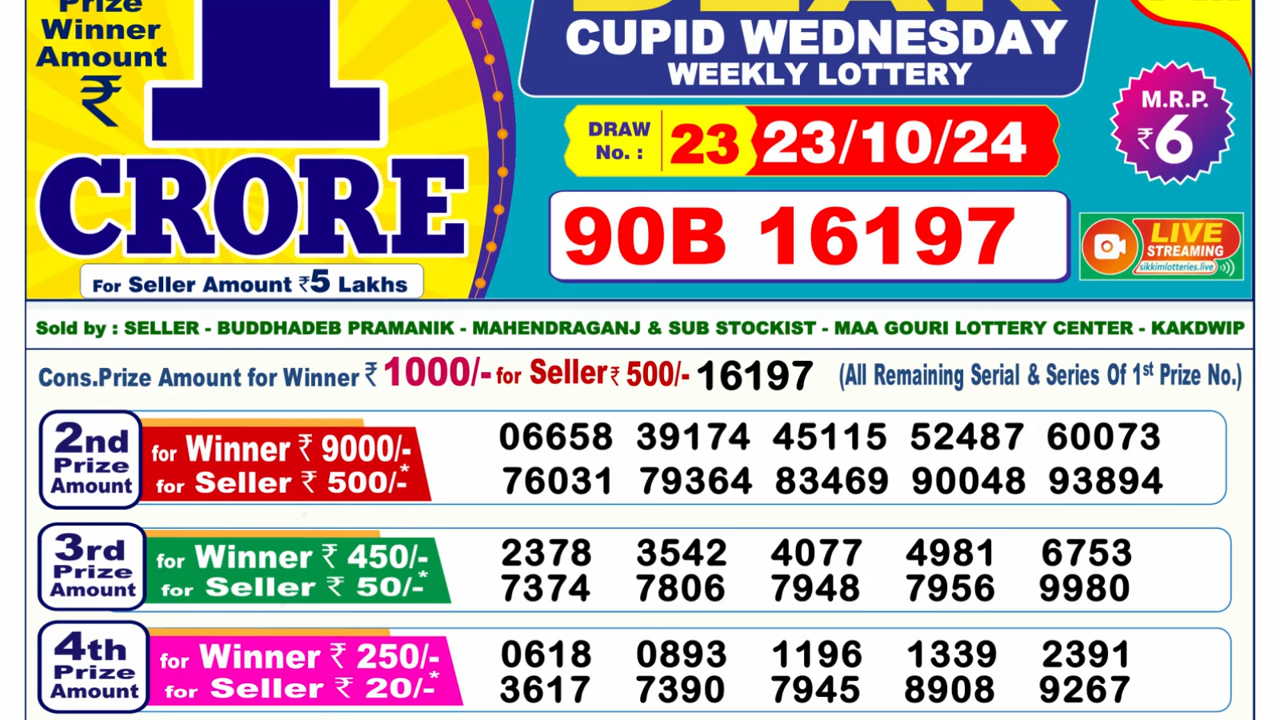 Prize
Winner
Amount
₹
1
CRORE
For Seller Amount ₹5 Lakhs
DEAR
CUPID WEDNESDAY
WEEKLY LOTTERY
DRAW No. : 23 23/10/24
M.R.P.
₹6
90B 16197
LIVE
STREAMING
sikkimlotteries.live
Sold by : SELLER - BUDDHADEB PRAMANIK - MAHENDRAGANJ & SUB STOCKIST - MAA GOURI LOTTERY CENTER - KAKDWIP
Cons.Prize Amount for Winner ₹ 1000/- for Seller ₹ 500/- 16197 (All Remaining Serial & Series Of 1st Prize No.)
2nd
Prize
Amount
for Winner ₹ 9000/-
for Seller ₹ 500/-*
06658 39174 45115 52487 60073
76031 79364 83469 90048 93894
3rd
Prize
Amount
for Winner ₹ 450/-
for Seller ₹ 50/-*
2378 3542 4077 4981 6753
7374 7806 7948 7956 9980
4th
Prize
Amount
for Winner ₹ 250/-
for Seller ₹ 20/-*
0618 0893 1196 1339 2391
3617 7390 7945 8908 9267